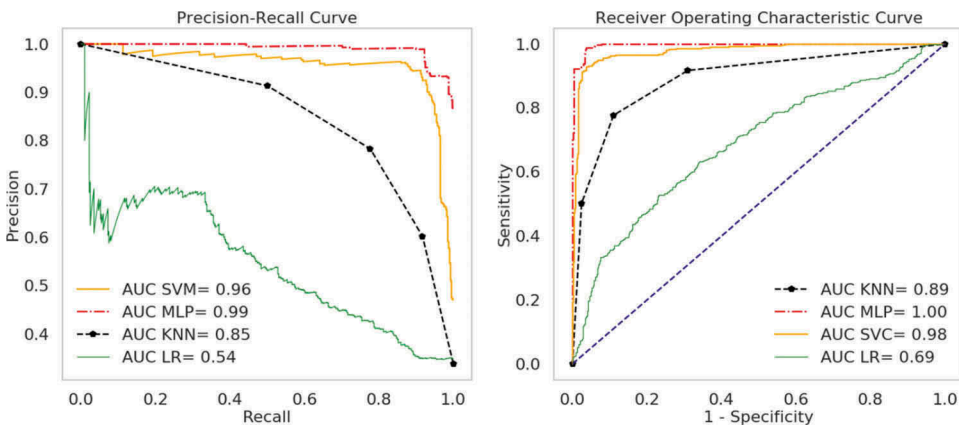 Precision-Recall Curve
1.0
0.9
0.8
0.7
0.6
0.5
0.4
Precision
AUC SVM= 0.96
AUC MLP= 0.99
AUC KNN= 0.85
AUC LR= 0.54
0.0 0.2 0.4 0.6 0.8 1.0
Recall
Receiver Operating Characteristic Curve
1.0
0.8
0.6
0.4
0.2
0.0
Sensitivity
AUC KNN= 0.89
AUC MLP= 1.00
AUC SVC= 0.98
AUC LR= 0.69
0.0 0.2 0.4 0.6 0.8 1.0
1 - Specificity